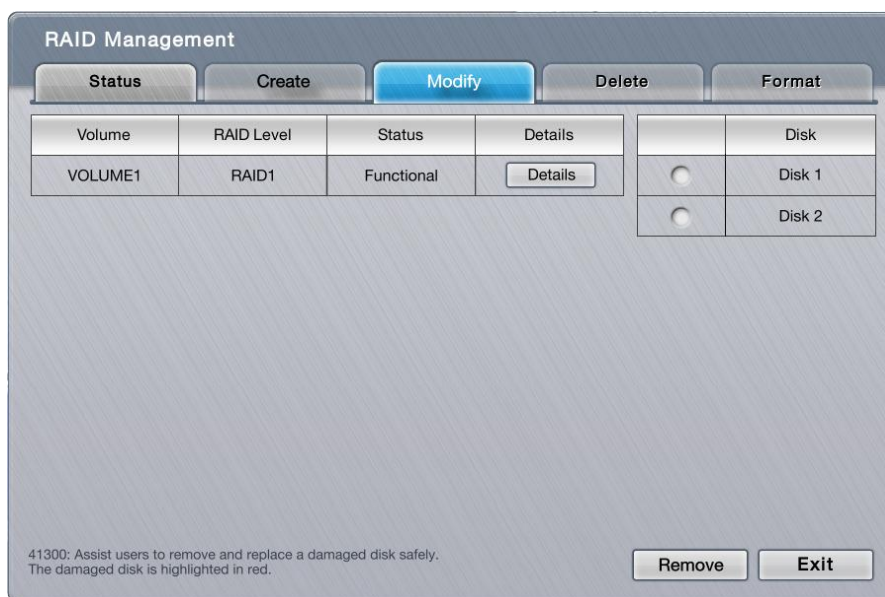 RAID Management
Status Create Modify Delete Format
Volume RAID Level Status Details Disk
VOLUME1 RAID1 Functional Details Disk 1
Disk 2
41300: Assist users to remove and replace a damaged disk safely.
The damaged disk is highlighted in red.
Remove Exit